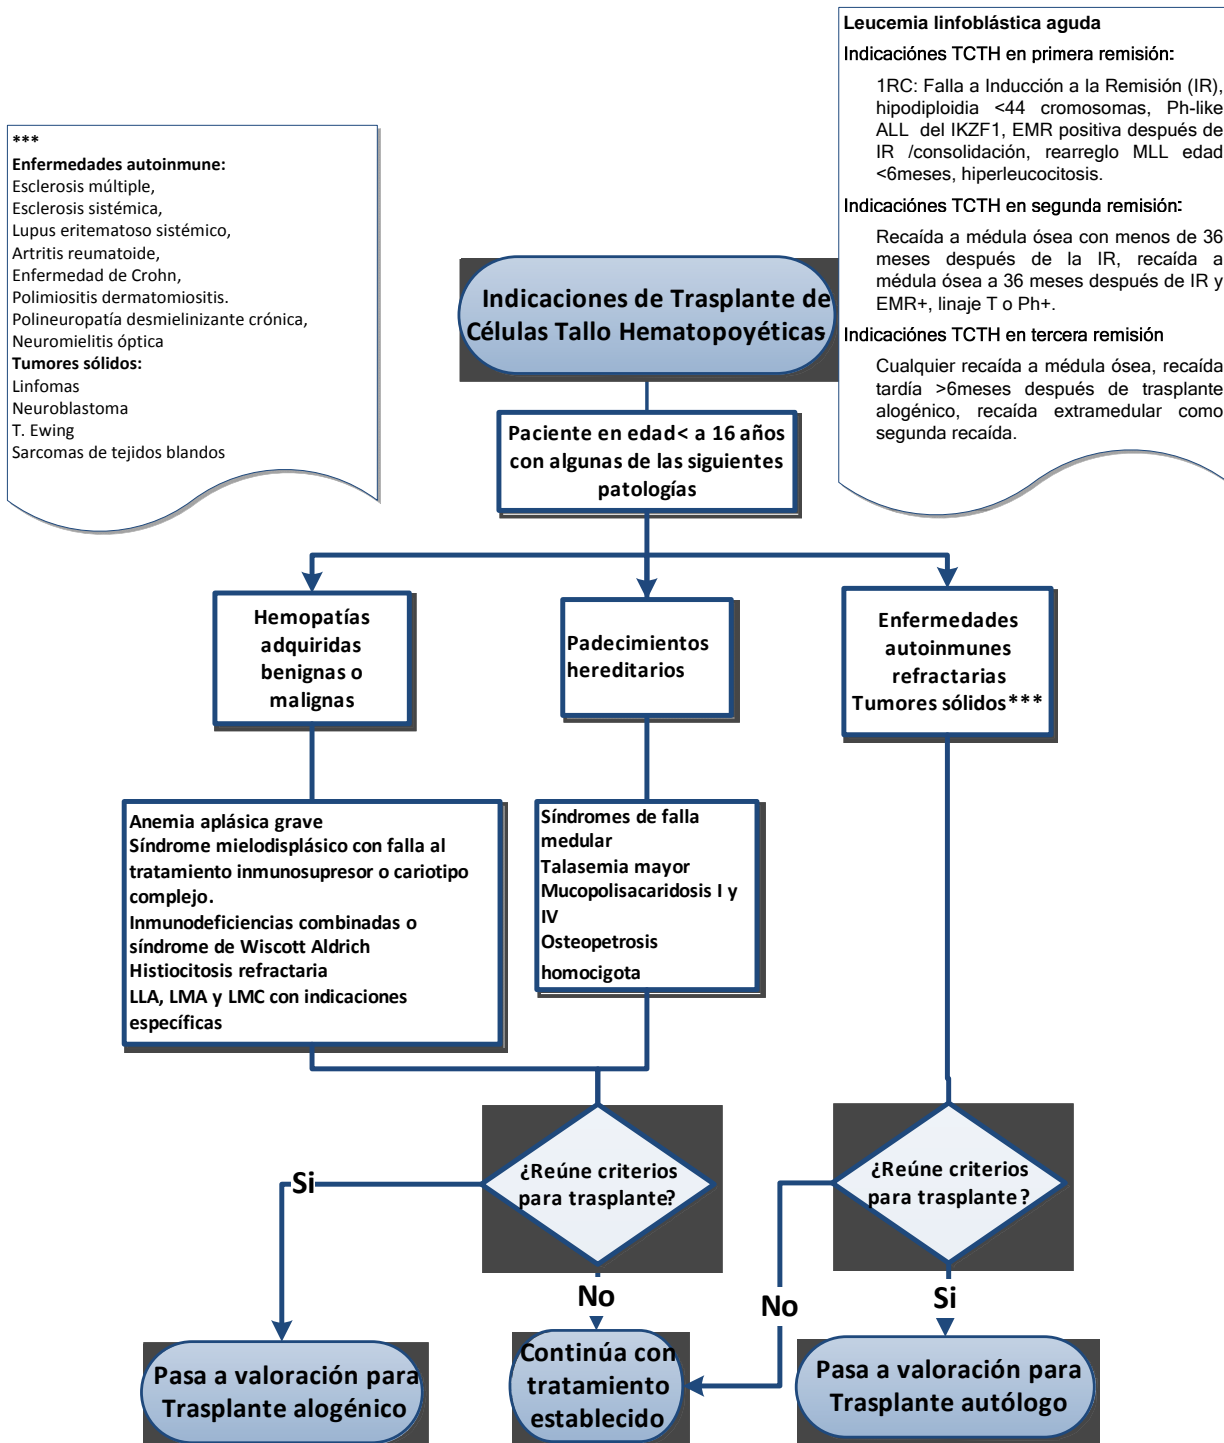 ***
Enfermedades autoinmune:
Esclerosis múltiple,
Esclerosis sistémica,
Lupus eritematoso sistémico,
Artritis reumatoide,
Enfermedad de Crohn,
Polimiositis dermatomiositis.
Polineuropatía desmielinizante crónica,
Neuromielitis óptica
Tumores sólidos:
Linfomas
Neuroblastoma
T. Ewing
Sarcomas de tejidos blandos
Leucemia linfoblástica aguda
Indicaciónes TCTH en primera remisión:
1RC: Falla a Inducción a la Remisión (IR),
hipodiploidia <44 cromosomas, Ph-like
ALL del IKZF1, EMR positiva después de
IR /consolidación, rearreglo MLL edad
<6meses, hiperleucocitosis.
Indicaciónes TCTH en segunda remisión:
Recaída a médula ósea con menos de 36
meses después de la IR, recaída a
médula ósea a 36 meses después de IR y
EMR+, linaje T o Ph+.
Indicaciónes TCTH en tercera remisión
Cualquier recaída a médula ósea, recaída
tardía >6meses después de trasplante
alogénico, recaída extramedular como
segunda recaída.
Indicaciones de Trasplante de
Células Tallo Hematopoyéticas
Paciente en edad< a 16 años
con algunas de las siguientes
patologías
Hemopatías
adquiridas
benignas o
malignas
Padecimientos
hereditarios
Enfermedades
autoinmunes
refractarias
Tumores sólidos***
Anemia aplásica grave
Síndrome mielodisplásico con falla al
tratamiento inmunosupresor o cariotipo
complejo.
Inmunodeficiencias combinadas o
síndrome de Wiscott Aldrich
Histiocitosis refractaria
LLA, LMA y LMC con indicaciones
específicas
Síndromes de falla
medular
Talasemia mayor
Mucopolisacaridosis I y
IV
Osteopetrosis
homocigota
¿Reúne criterios
para trasplante?
¿Reúne criterios
para trasplante?
Si
No
No
Si
Pasa a valoración para
Trasplante alogénico
Continúa con
tratamiento
establecido
Pasa a valoración para
Trasplante autólogo